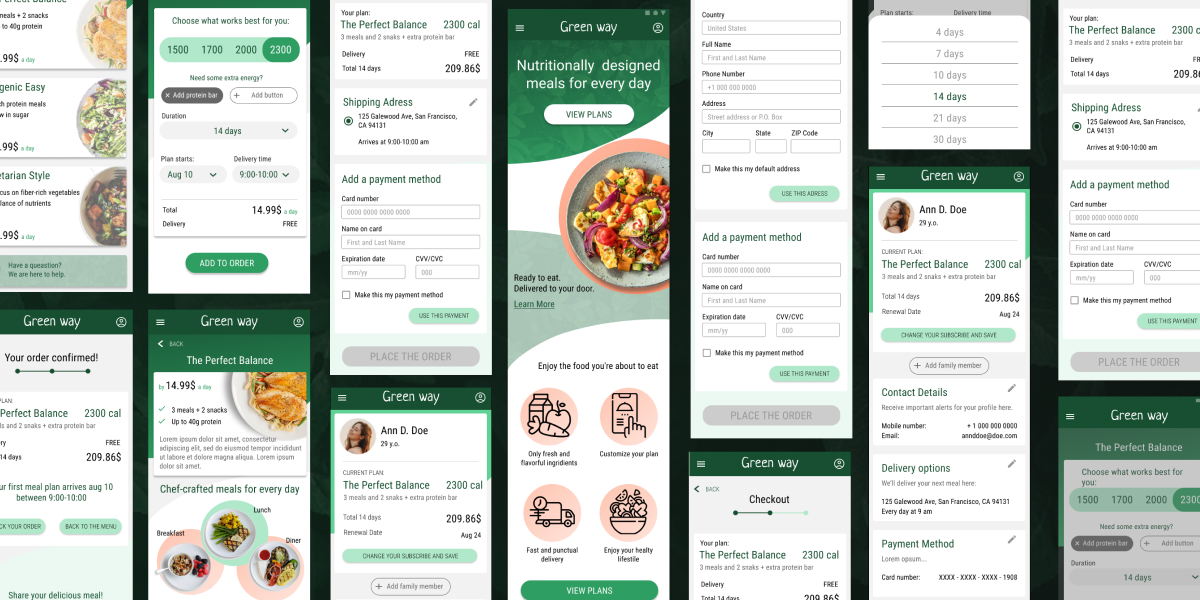 meals + 2 snacks
to 40g protein
.99$ a day
genic Easy
ch protein meals
w in sugar
.99$ a day
etarian Style
cus on fiber-rich vegetables
lance of nutrients
.99$ a day
Have a queastion?
We are here to help.
Green way
Your order confirmed!
PLAN:
Perfect Balance 2300 cal
ls and 2 snaks + extra protein bar
ry FREE
14 days 209.86$
ur first meal plan arrives aug 10
between 9:00-10:00
CK YOUR ORDER
BACK TO THE MENU
Share your delicious meal!
Choose what works best for you:
1500 1700 2000 2300
Need some extra energy?
× Add protein bar
+ Add button
Duration
14 days
Plan starts: Delivery time
Aug 10 9:00-10:00
Total 14.99$ a day
Delivery FREE
ADD TO ORDER
Green way
BACK
The Perfect Balance
by 14.99$ a day
3 meals + 2 snacks
Up to 40g protein
Lorem ipsum dolor sit amet, consectetur
adipiscing elit, sed do eiusmod tempor incididunt
ut labore et dolore magna aliqua. Lorem ipsum
dolor sit amet.
Chef-crafted meals for every day
Lunch
Breakfast
Diner
Your plan:
The Perfect Balance 2300 cal
3 meals and 2 snaks + extra protein bar
Delivery FREE
Total 14 days 209.86$
Shipping Adress
125 Galewood Ave, San Francisco,
CA 94131
Arrives at 9:00-10:00 am
Add a payment method
Card number
0000 0000 0000 0000
Name on card
First and Last Name
Expiration date CVV/CVC
mm/yy 000
Make this my payment method
USE THIS PAYMENT
PLACE THE ORDER
Green way
Ann D. Doe
29 y.o.
CURRENT PLAN:
The Perfect Balance 2300 cal
3 meals and 2 snaks + extra protein bar
Total 14 days 209.86$
Renewal Date Aug 24
CHANGE YOUR SUBSCRIBE AND SAVE
+ Add family member
Green way
Nutritionally designed
meals for every day
VIEW PLANS
Ready to eat.
Delivered to your door.
Learn More
Enjoy the food you're about to eat
Only fresh and
flavorful ingridients
Customize your plan
Fast and punctual
delivery
Enjoy your healty
lifestile
VIEW PLANS
Country
United States
Full Name
First and Last Name
Phone Number
+1 000 000 0000
Address
Street address or P.O. Box
City State ZIP Code
Make this my default address
USE THIS ADRESS
Add a payment method
Card number
0000 0000 0000 0000
Name on card
First and Last Name
Expiration date CVV/CVC
mm/yy 000
Make this my payment method
USE THIS PAYMENT
PLACE THE ORDER
Green way
BACK
Checkout
Your plan:
The Perfect Balance 2300 cal
3 meals and 2 snaks + extra protein bar
Delivery FREE
Total 14 days 209.86$
Plan starts: Delivery time
4 days
7 days
10 days
14 days
21 days
30 days
Green way
Ann D. Doe
29 y.o.
CURRENT PLAN:
The Perfect Balance 2300 cal
3 meals and 2 snaks + extra protein bar
Total 14 days 209.86$
Renewal Date Aug 24
CHANGE YOUR SUBSCRIBE AND SAVE
+ Add family member
Contact Details
Receive important alerts for your profile here.
Mobile number: + 1 000 000 0000
Email: annddoe@doe.com
Delivery options
We'll deliver your next meal here:
125 Galewood Ave, San Francisco, CA 94131
Every day at 9 am
Payment Method
Lorem opsum...
Card number: XXXX - XXXX - XXXX - 1908
Your plan:
The Perfect Balance 2300 c
3 meals and 2 snaks + extra protein bar
Delivery FR
Total 14 days 209.8
Shipping Adress
125 Galewood Ave, San Francisco,
CA 94131
Arrives at 9:00-10:00 am
Add a payment method
Card number
0000 0000 0000 0000
Name on card
First and Last Name
Expiration date CVV/CVC
mm/yy 000
Make this my payment method
USE THIS PAYMENT
PLACE THE ORDER
Green way
The Perfect Balance
Choose what works best for
you:
1500 1700 2000 2300
Need some extra energy?
× Add protein bar
+ Add button
Duration
14 days